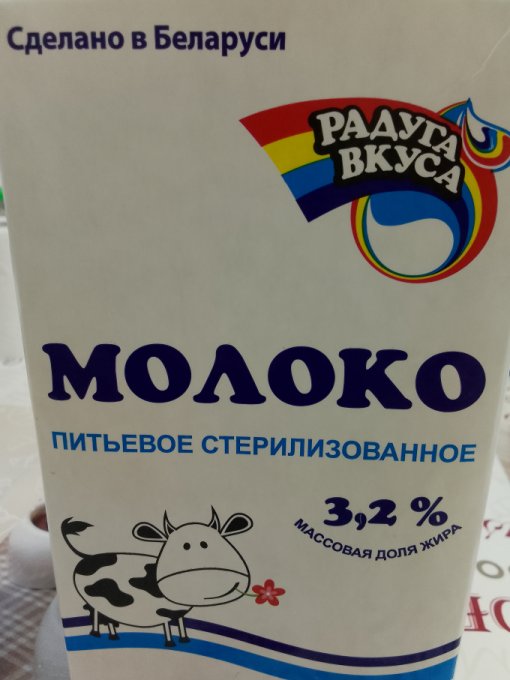 Сделано в Беларуси
РАДУГА
ВКУСА
МОЛОКО
ПИТЬЕВОЕ СТЕРИЛИЗОВАННОЕ
3,2 %
МАССОВАЯ ДОЛЯ ЖИРА